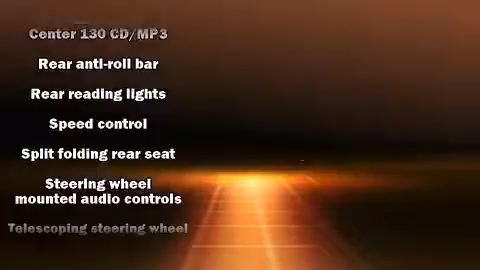 Center 130 CD/MP3
Rear anti-roll bar
Rear reading lights
Speed control
Split folding rear seat
Steering wheel
mounted audio controls
Telescoping steering wheel